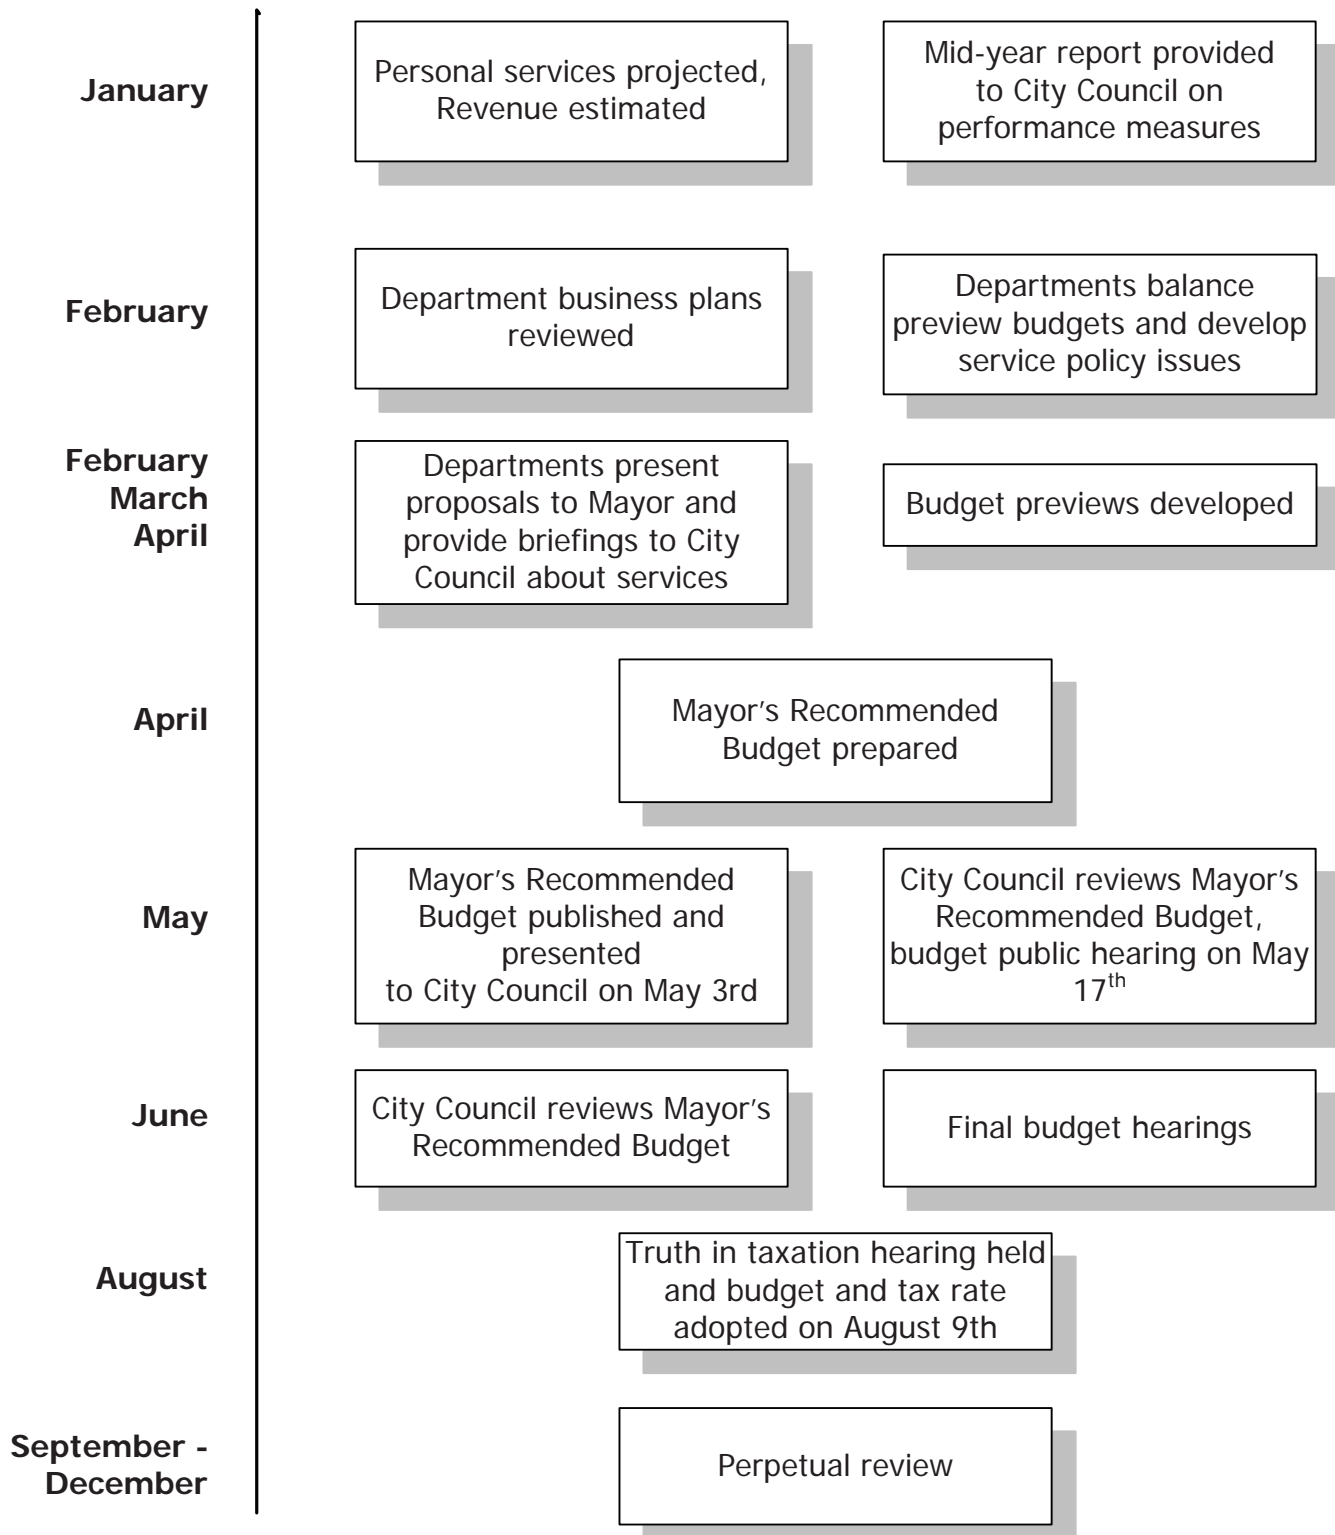 January
Personal services projected,
Revenue estimated
Mid-year report provided
to City Council on
performance measures
February
Department business plans
reviewed
Departments balance
preview budgets and develop
service policy issues
February
March
April
Departments present
proposals to Mayor and
provide briefings to City
Council about services
Budget previews developed
April
Mayor's Recommended
Budget prepared
May
Mayor's Recommended
Budget published and
presented
to City Council on May 3rd
City Council reviews Mayor's
Recommended Budget,
budget public hearing on May
17th
June
City Council reviews Mayor's
Recommended Budget
Final budget hearings
August
Truth in taxation hearing held
and budget and tax rate
adopted on August 9th
September -
December
Perpetual review